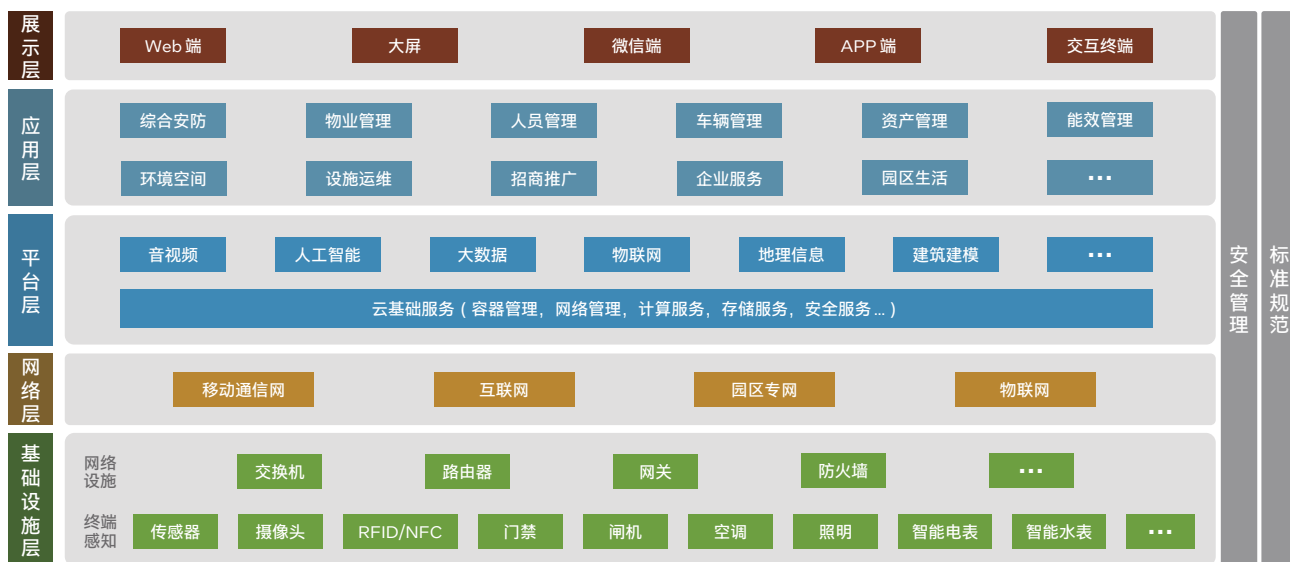 展示层
Web 端
大屏
微信端
APP 端
交互终端
应用层
综合安防
物业管理
人员管理
车辆管理
资产管理
能效管理
环境空间
设施运维
招商推广
企业服务
园区生活
...
平台层
音视频
人工智能
大数据
物联网
地理信息
建筑建模
...
云基础服务（容器管理，网络管理，计算服务，存储服务，安全服务...）
网络层
移动通信网
互联网
园区专网
物联网
基础设施层
网络
设施
交换机
路由器
网关
防火墙
...
终端
感知
传感器
摄像头
RFID/NFC
门禁
闸机
空调
照明
智能电表
智能水表
...
安全管理
标准规范